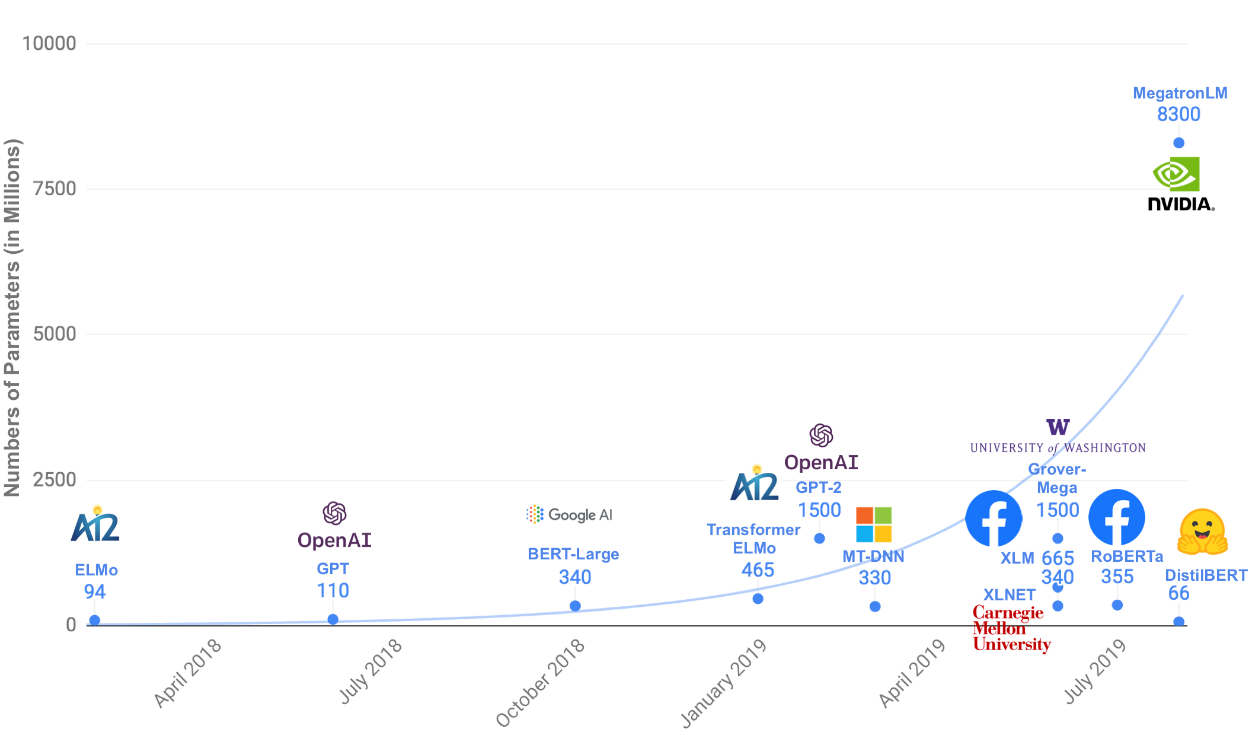 Numbers of Parameters (in Millions)
10000
7500
5000
2500
0
AI2
ELMo
94
OpenAI
GPT
110
Google AI
BERT-Large
340
AI2
Transformer
ELMo
465
OpenAI
GPT-2
1500
MT-DNN
330
W
UNIVERSITY of WASHINGTON
Grover-
Mega
1500
XLM 665
340
XLNET
Carnegie
Mellon
University
RoBERTa
355
MegatronLM
8300
NVIDIA.
DistilBERT
66
April 2018
July 2018
October 2018
January 2019
April 2019
July 2019